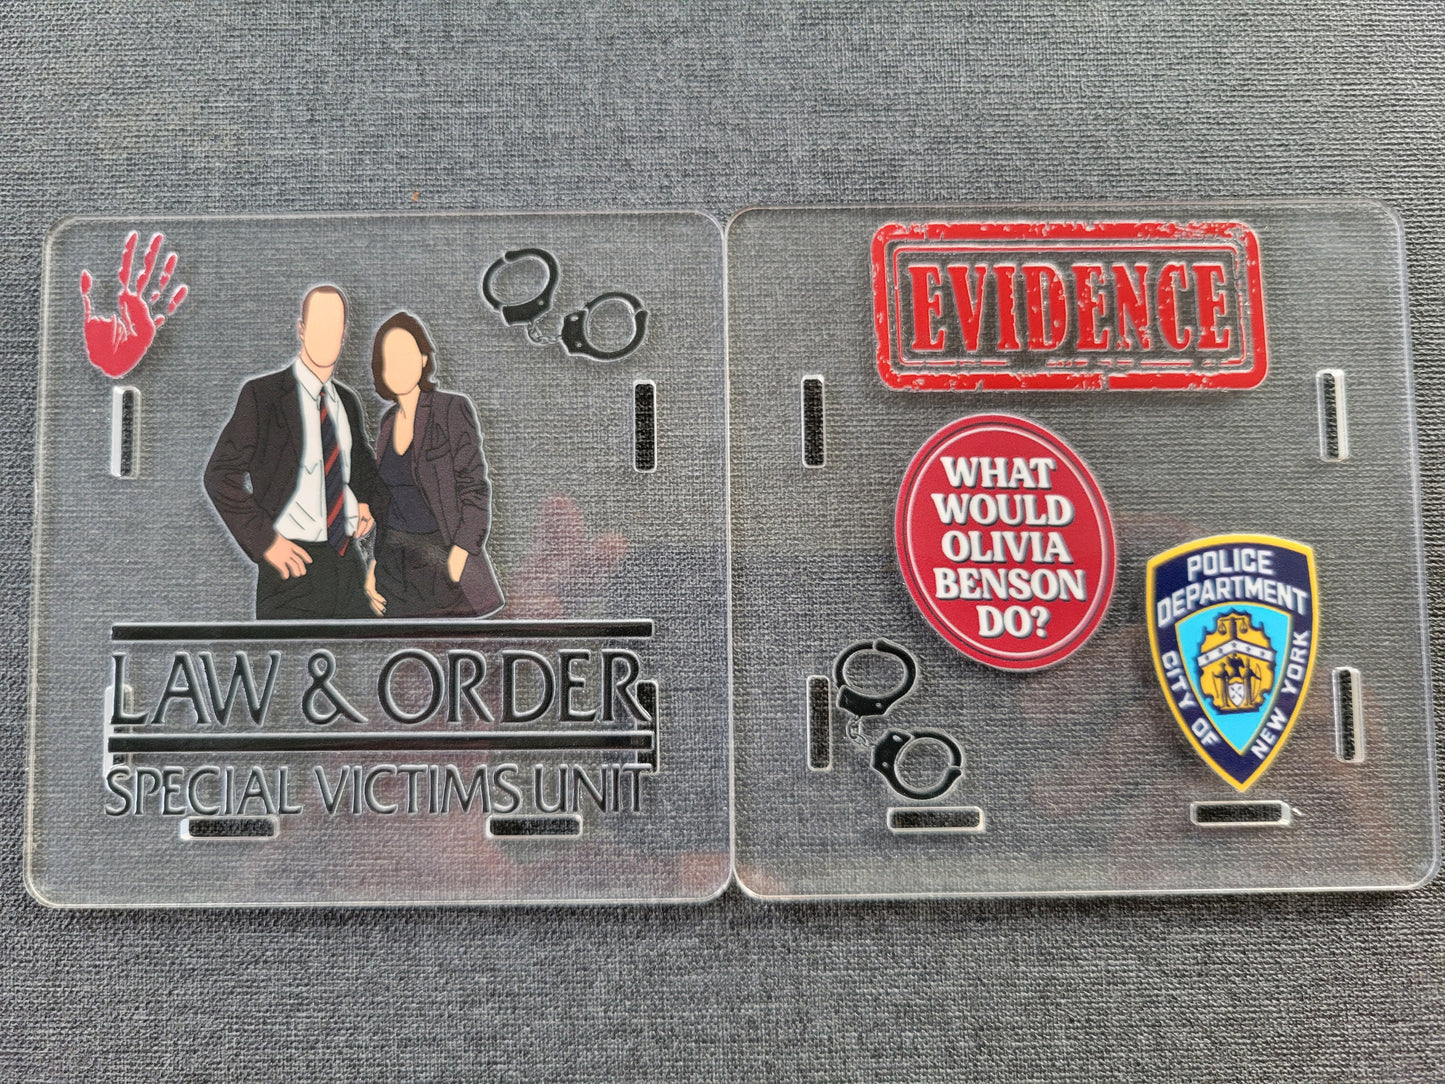 LAW & ORDER
SPECIAL VICTIMS UNIT
EVIDENCE
WHAT
WOULD
OLIVIA
BENSON
DO?
POLICE
DEPARTMENT
CITY OF
NEW YORK